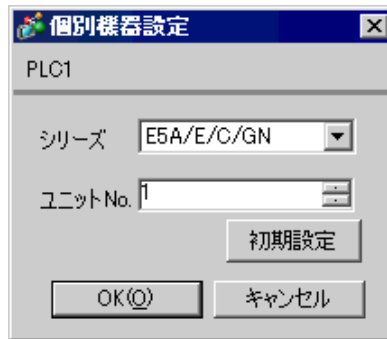 個別機器設定
PLC1
シリーズ E5A/E/C/GN
ユニットNo. 1
初期設定
OK(O) キャンセル